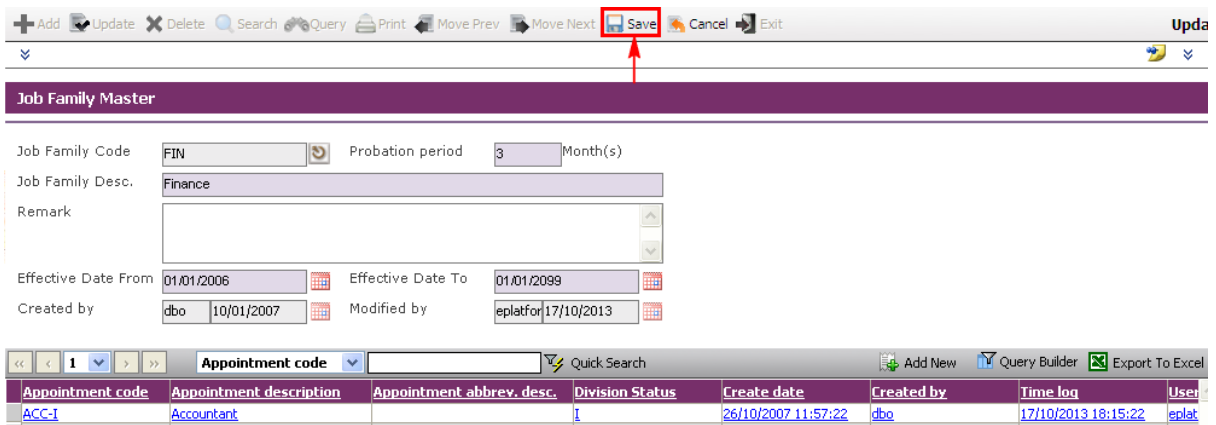 Add Update Delete Search Query Print Move Prev Move Next Save Cancel Exit Upda
Job Family Master
Job Family Code FIN Probation period 3 Month(s)
Job Family Desc. Finance
Remark
Effective Date From 01/01/2006 Effective Date To 01/01/2099
Created by dbo 10/01/2007 Modified by eplatfor 17/10/2013
<< < 1 > >> Appointment code Quick Search Add New Query Builder Export To Excel
Appointment code Appointment description Appointment abbrev. desc. Division Status Create date Created by Time log User
ACC-I Accountant I 26/10/2007 11:57:22 dbo 17/10/2013 18:15:22 eplat